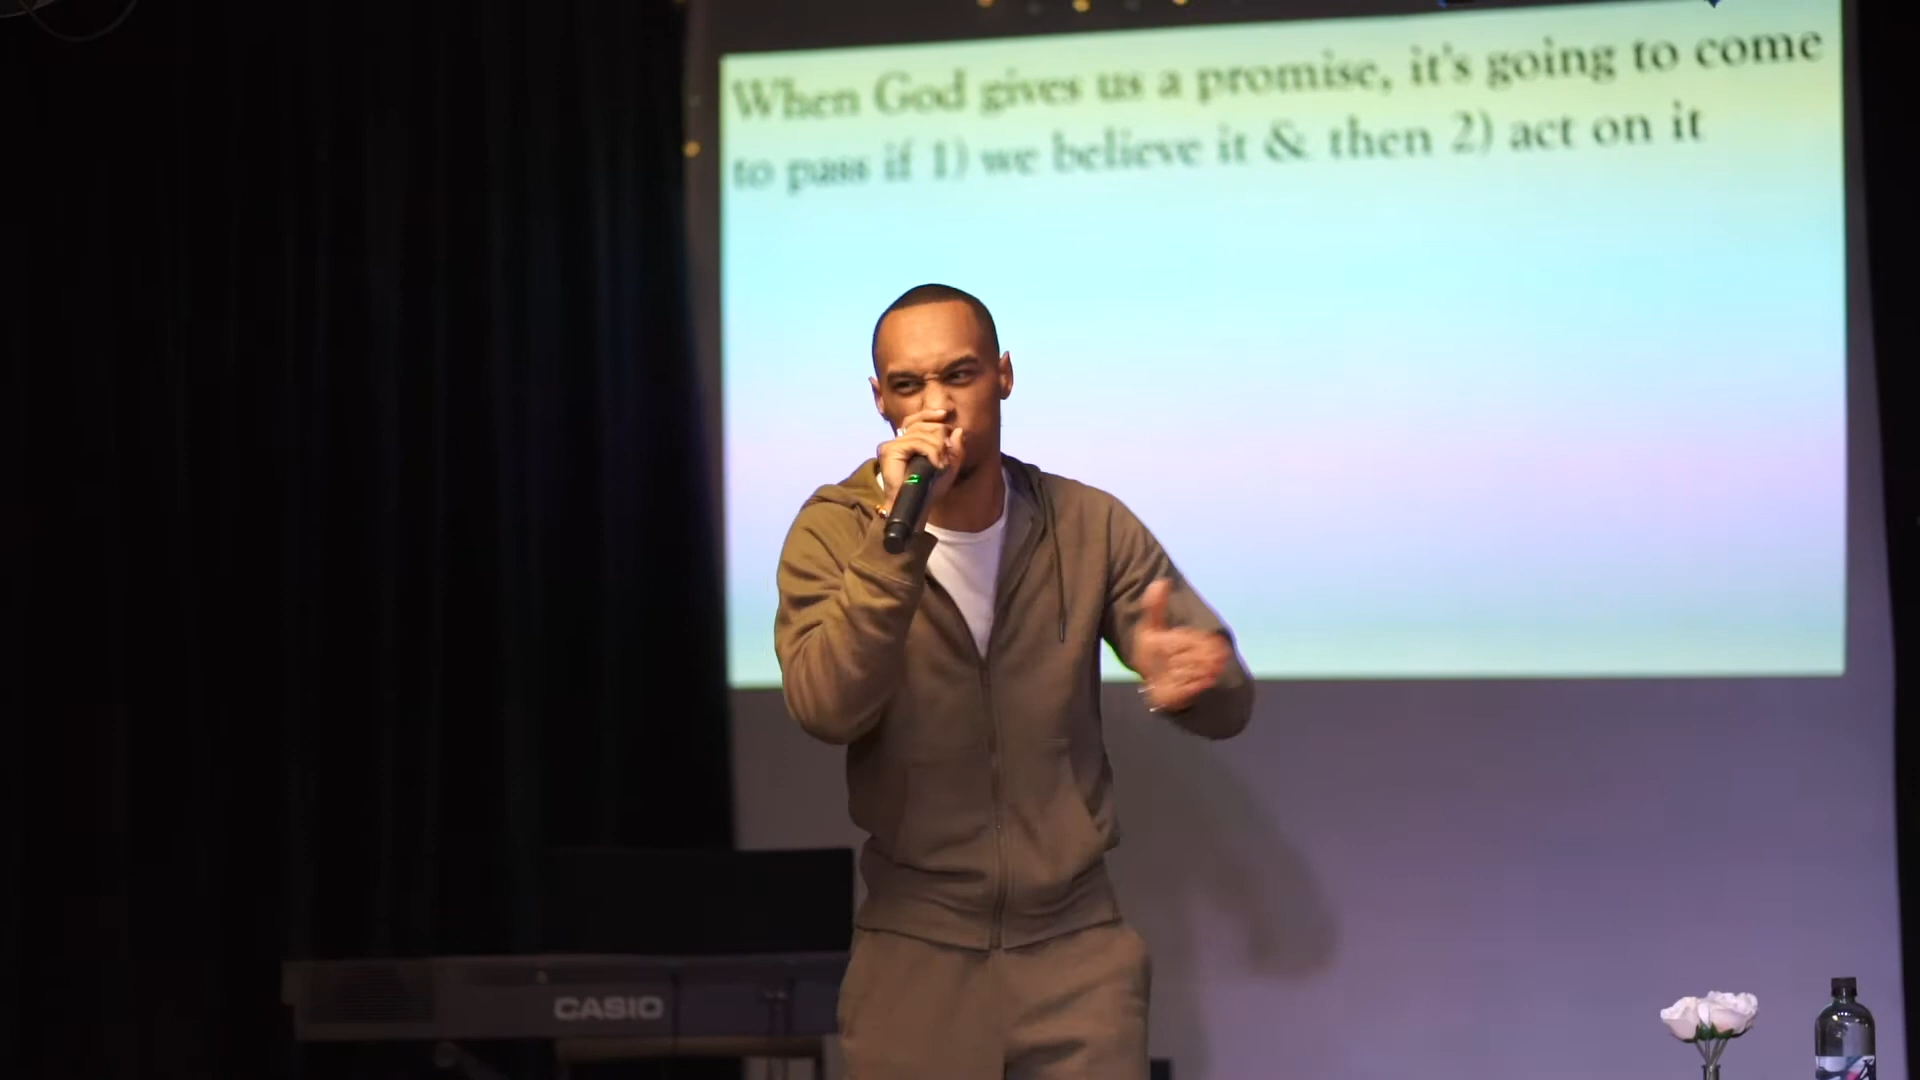 When God gives us a promise, it's going to come
to pass if 1) we believe it & then 2) act on it
CASIO